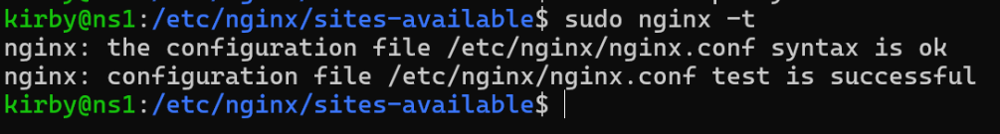 kirby@ns1:/etc/nginx/sites-available$ sudo nginx -t
nginx: the configuration file /etc/nginx/nginx.conf syntax is ok
nginx: configuration file /etc/nginx/nginx.conf test is successful
kirby@ns1:/etc/nginx/sites-available$